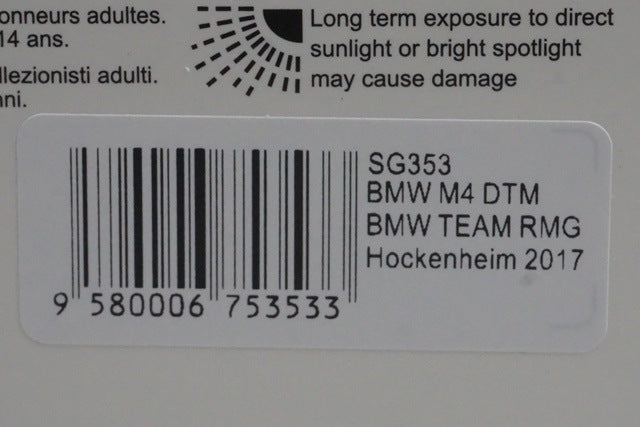 onneurs adultes.
14 ans.
llezionisti adulti.
nni.
Long term exposure to direct
sunlight or bright spotlight
may cause damage
SG353
BMW M4 DTM
BMW TEAM RMG
Hockenheim 2017
9 580006 753533